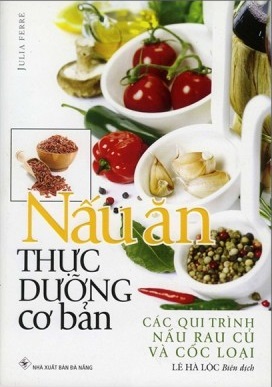 JULIA FERRÉ
Nấu ăn
THỰC
DƯỠNG
cơ bản
CÁC QUI TRÌNH
NẤU RAU CỦ
VÀ CỐC LOẠI
LÊ HÀ LỘC Biên dịch
NHÀ XUẤT BẢN ĐÀ NẴNG